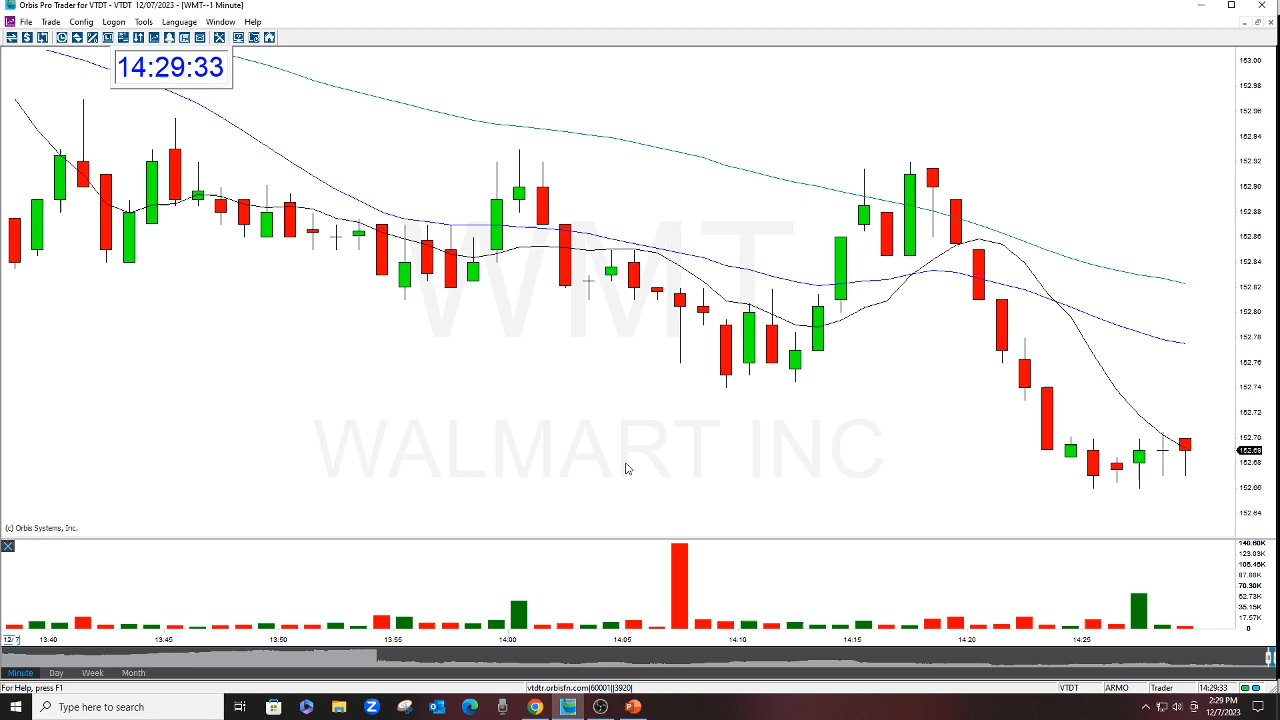 Orbis Pro Trader for VTDT - VTDT 12/07/2023 - [WMT--1 Minute]
File Trade Config Logon Tools Language Window Help
14:29:33
WMT
WALMART INC
153.00
152.98
152.96
152.94
152.92
152.90
152.88
152.86
152.84
152.82
152.80
152.78
152.76
152.74
152.72
152.70
152.69
152.68
152.66
152.64
(c) Orbis Systems, Inc.
140.60K
123.03K
105.45K
87.88K
70.30K
52.73K
35.15K
17.57K
0
12/7 13:40 13:45 13:50 13:55 14:00 14:05 14:10 14:15 14:20 14:25
Minute Day Week Month
For Help, press F1 vtdtr.orbisfn.com|60001||3920| VTDT ARMO Trader 14:29:33
Type here to search
2:29 PM
12/7/2023